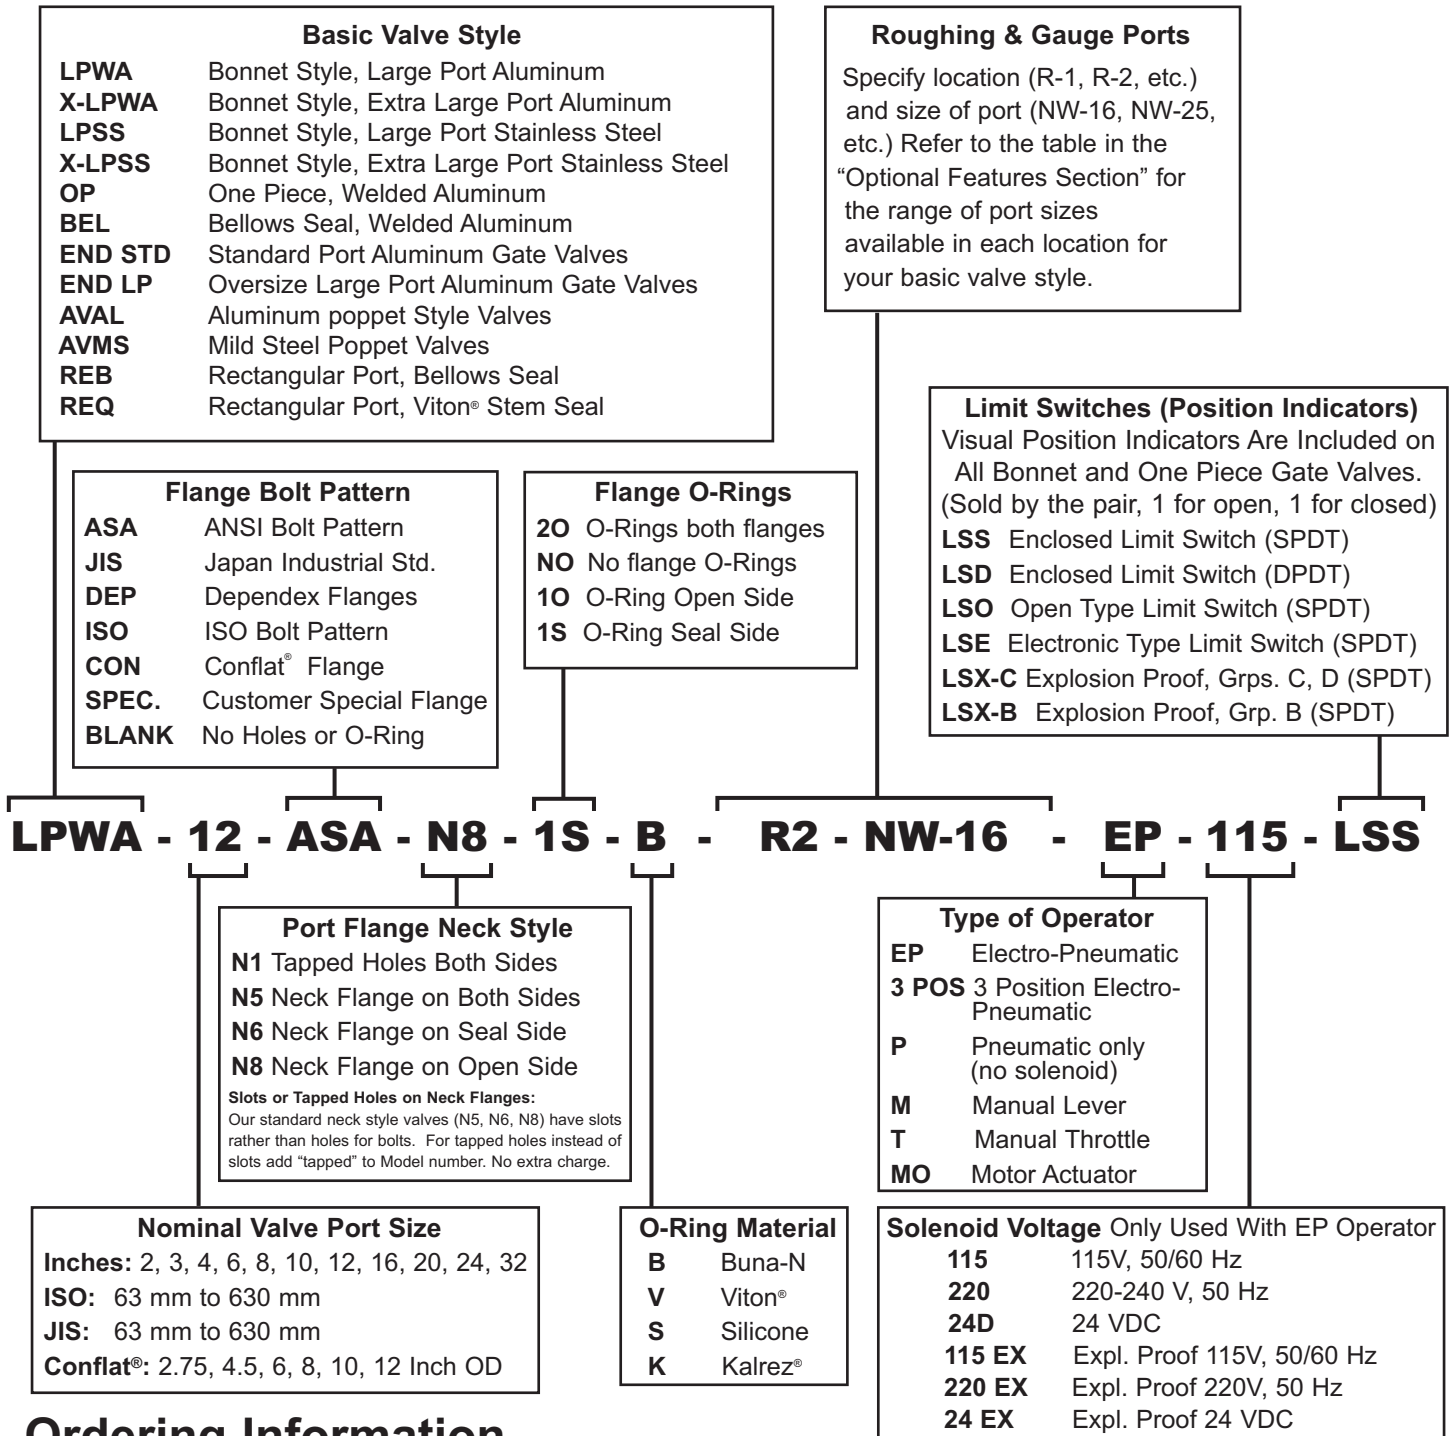 Basic Valve Style
LPWA Bonnet Style, Large Port Aluminum
X-LPWA Bonnet Style, Extra Large Port Aluminum
LPSS Bonnet Style, Large Port Stainless Steel
X-LPSS Bonnet Style, Extra Large Port Stainless Steel
OP One Piece, Welded Aluminum
BEL Bellows Seal, Welded Aluminum
END STD Standard Port Aluminum Gate Valves
END LP Oversize Large Port Aluminum Gate Valves
AVAL Aluminum poppet Style Valves
AVMS Mild Steel Poppet Valves
REB Rectangular Port, Bellows Seal
REQ Rectangular Port, Viton® Stem Seal
Roughing & Gauge Ports
Specify location (R-1, R-2, etc.)
and size of port (NW-16, NW-25,
etc.) Refer to the table in the
“Optional Features Section” for
the range of port sizes
available in each location for
your basic valve style.
Flange Bolt Pattern
ASA ANSI Bolt Pattern
JIS Japan Industrial Std.
DEP Dependex Flanges
ISO ISO Bolt Pattern
CON Conflat® Flange
SPEC. Customer Special Flange
BLANK No Holes or O-Ring
Flange O-Rings
2O O-Rings both flanges
NO No flange O-Rings
1O O-Ring Open Side
1S O-Ring Seal Side
Limit Switches (Position Indicators)
Visual Position Indicators Are Included on
All Bonnet and One Piece Gate Valves.
(Sold by the pair, 1 for open, 1 for closed)
LSS Enclosed Limit Switch (SPDT)
LSD Enclosed Limit Switch (DPDT)
LSO Open Type Limit Switch (SPDT)
LSE Electronic Type Limit Switch (SPDT)
LSX-C Explosion Proof, Grps. C, D (SPDT)
LSX-B Explosion Proof, Grp. B (SPDT)
LPWA - 12 - ASA - N8 - 1S - B - R2 - NW-16 - EP - 115 - LSS
Port Flange Neck Style
N1 Tapped Holes Both Sides
N5 Neck Flange on Both Sides
N6 Neck Flange on Seal Side
N8 Neck Flange on Open Side
Slots or Tapped Holes on Neck Flanges:
Our standard neck style valves (N5, N6, N8) have slots
rather than holes for bolts. For tapped holes instead of
slots add “tapped” to Model number. No extra charge.
Type of Operator
EP Electro-Pneumatic
3 POS 3 Position Electro-
Pneumatic
P Pneumatic only
(no solenoid)
M Manual Lever
T Manual Throttle
MO Motor Actuator
Nominal Valve Port Size
Inches: 2, 3, 4, 6, 8, 10, 12, 16, 20, 24, 32
ISO: 63 mm to 630 mm
JIS: 63 mm to 630 mm
Conflat®: 2.75, 4.5, 6, 8, 10, 12 Inch OD
O-Ring Material
B Buna-N
V Viton®
S Silicone
K Kalrez®
Solenoid Voltage Only Used With EP Operator
115 115V, 50/60 Hz
220 220-240 V, 50 Hz
24D 24 VDC
115 EX Expl. Proof 115V, 50/60 Hz
220 EX Expl. Proof 220V, 50 Hz
24 EX Expl. Proof 24 VDC
Ordering Information